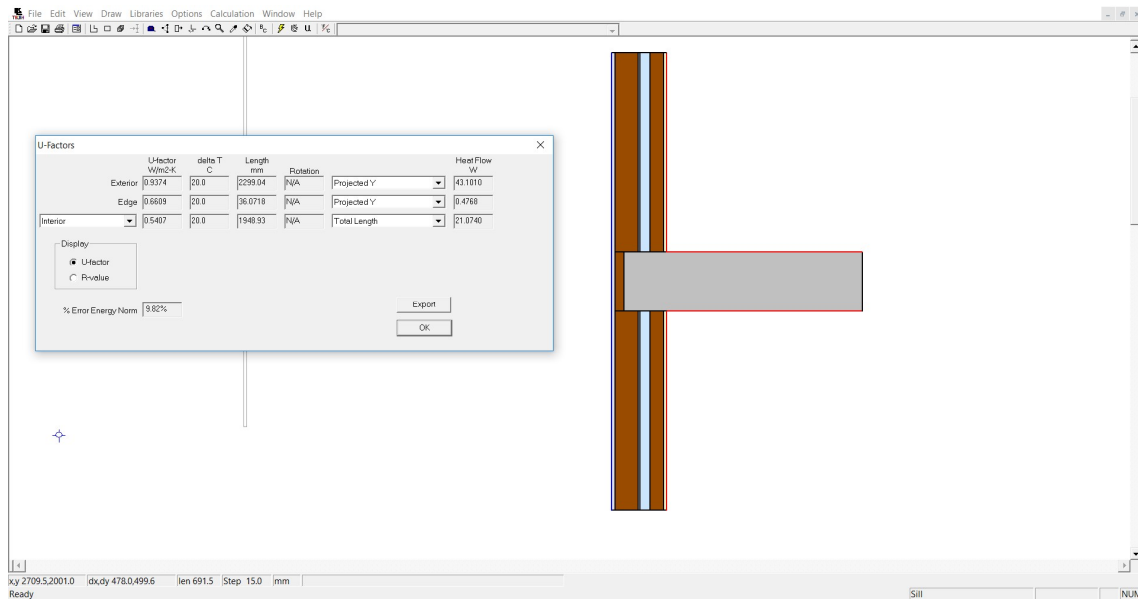 File Edit View Draw Libraries Options Calculation Window Help
U-Factors
U-factor delta T Length Heat Flow
W/m2-K C mm Rotation W
Exterior 0.9374 20.0 2299.04 N/A Projected Y 43.1010
Edge 0.6609 20.0 36.0718 N/A Projected Y 0.4768
Interior 0.5407 20.0 1948.93 N/A Total Length 21.0740
Display
U-factor
R-value
% Error Energy Norm 9.82%
Export
OK
x,y 2709.5,2001.0 dx,dy 478.0,499.6 len 691.5 Step 15.0 mm
Ready Sill NUM